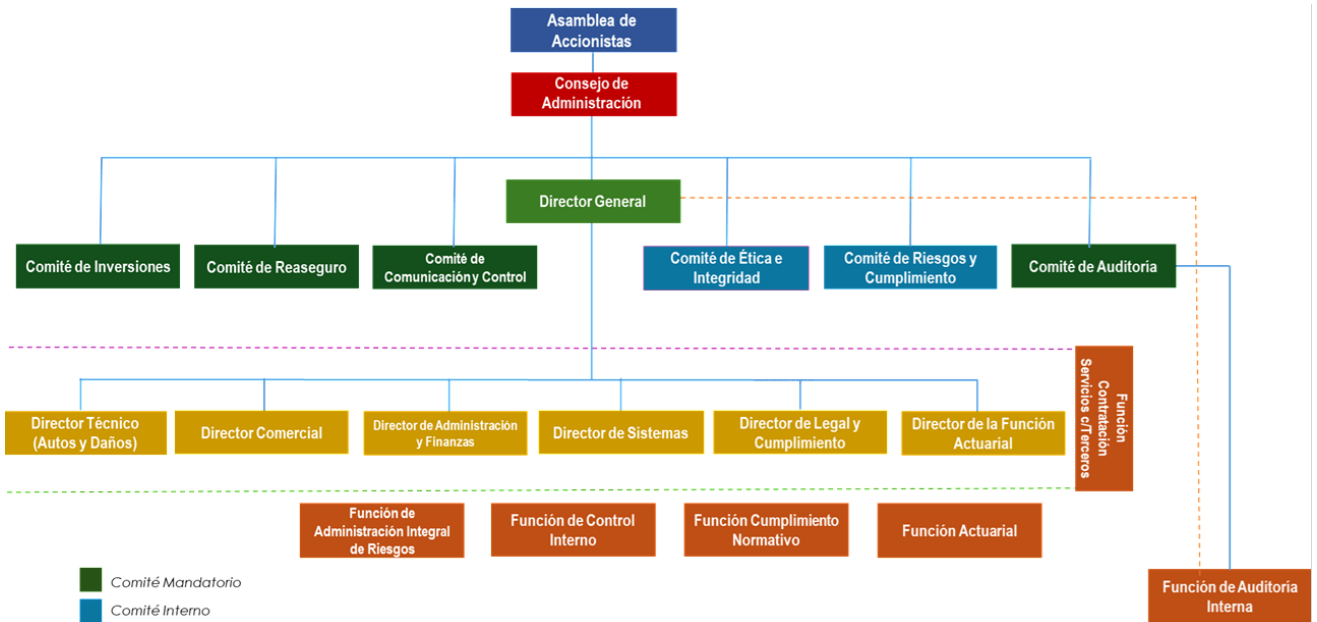 Asamblea de
Accionistas
Consejo de
Administración
Director General
Comité de Inversiones
Comité de Reaseguro
Comité de
Comunicación y Control
Comité de Ética e
Integridad
Comité de Riesgos y
Cumplimiento
Comité de Auditoría
Función
Contratación
Servicios c/Terceros
Director Técnico
(Autos y Daños)
Director Comercial
Director de Administración
y Finanzas
Director de Sistemas
Director de Legal y
Cumplimiento
Director de la Función
Actuarial
Función de
Administración Integral
de Riesgos
Función de Control
Interno
Función Cumplimiento
Normativo
Función Actuarial
Función de Auditoría
Interna
Comité Mandatorio
Comité Interno